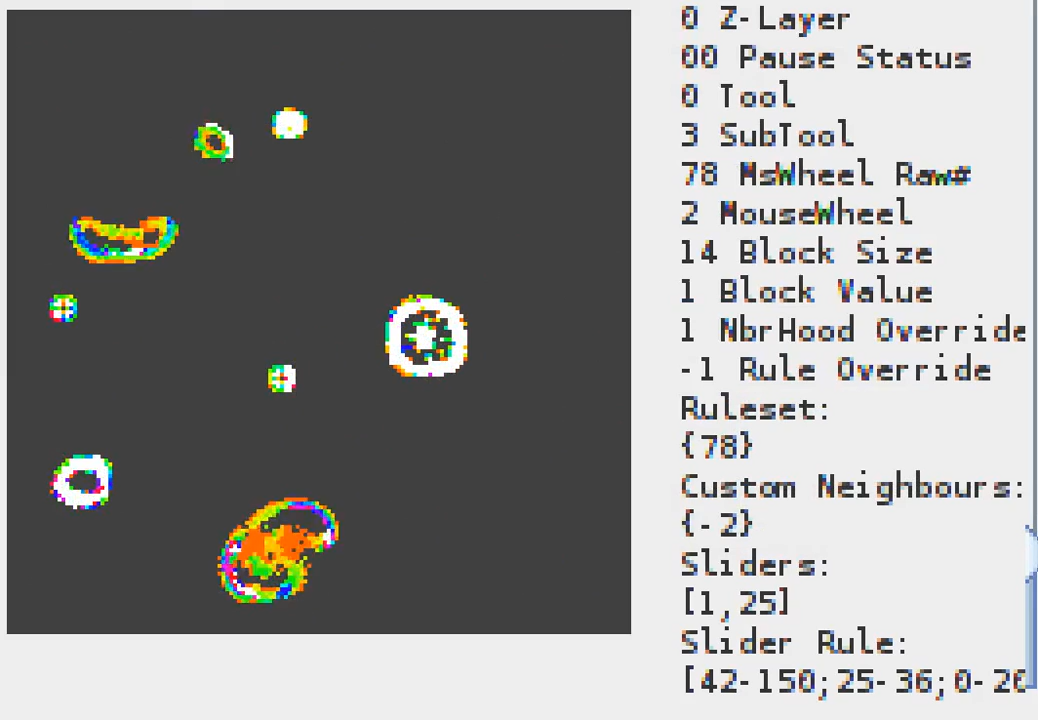 0 Z-Layer
00 Pause Status
0 Tool
3 SubTool
78 MsWheel Raw#
2 MouseWheel
14 Block Size
1 Block Value
1 NbrHood Override
-1 Rule Override
Ruleset:
{78}
Custom Neighbours:
{-2}
Sliders:
[1,25]
Slider Rule:
[42-150;25-36;0-20